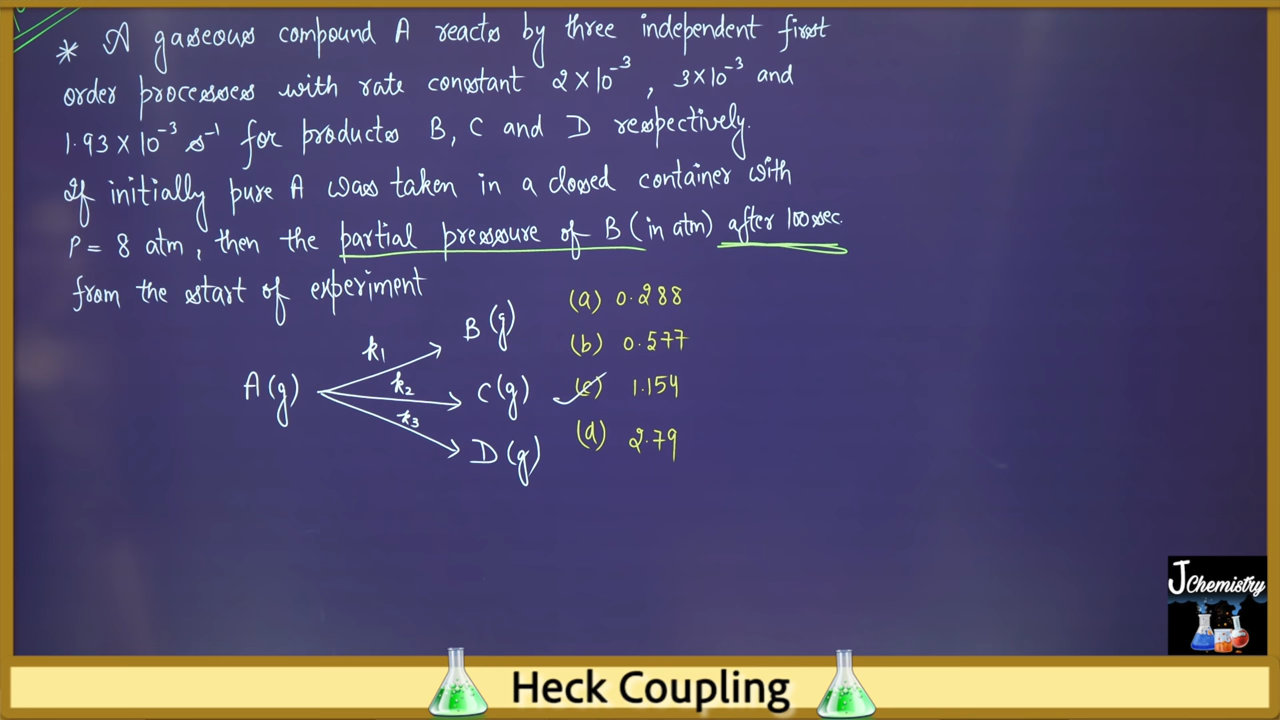 * A gaseous compound A reacts by three independent first
order processes with rate constant 2×10⁻³, 3×10⁻³ and
1.93×10⁻³ s⁻¹ for products B, C and D respectively.
If initially pure A was taken in a closed container with
P = 8 atm, then the partial pressure of B (in atm) after 100 sec.
from the start of experiment
(a) 0.288
B(g)
k₁
(b) 0.577
A(g)
k₂
C(g)
(c) 1.154
k₃
D(g)
(d) 2.79
J Chemistry
Heck Coupling